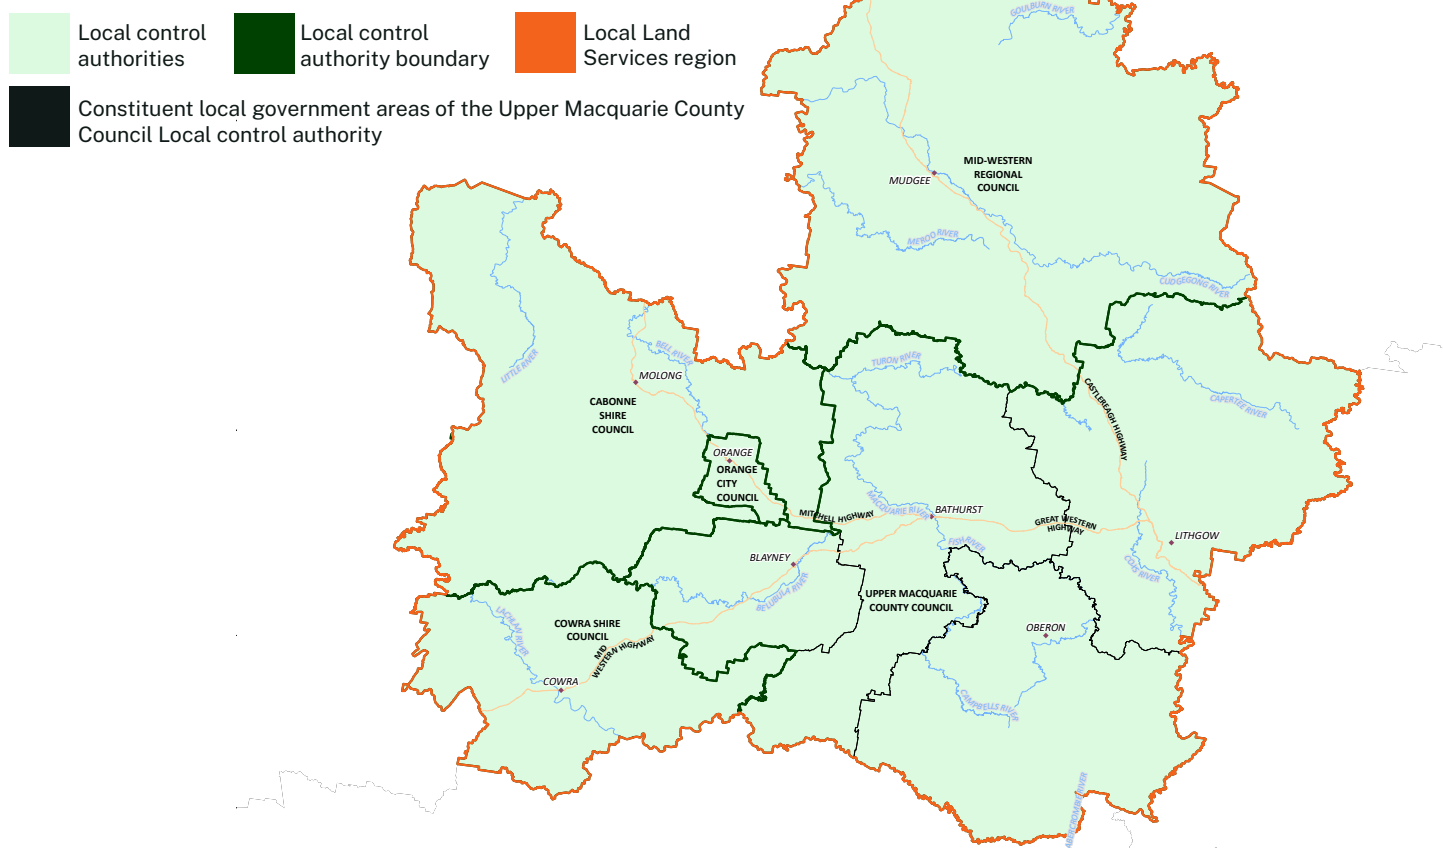 Local control
authorities
Local control
authority boundary
Local Land
Services region
Constituent local government areas of the Upper Macquarie County
Council Local control authority
GOULBURN RIVER
MID-WESTERN
REGIONAL
COUNCIL
MUDGEE
MEROO RIVER
CUDGEGONG RIVER
LITTLE RIVER
BELL RIVER
TURON RIVER
MOLONG
CABONNE
SHIRE
COUNCIL
CASTLEREAGH HIGHWAY
CAPERTEE RIVER
ORANGE
ORANGE
CITY
COUNCIL
MACQUARIE RIVER
BATHURST
MITCHELL HIGHWAY
GREAT WESTERN
HIGHWAY
LITHGOW
FISH RIVER
BLAYNEY
COXS RIVER
BELUBULA RIVER
UPPER MACQUARIE
COUNTY COUNCIL
LACHLAN RIVER
COWRA SHIRE
COUNCIL
OBERON
MID
WESTERN HIGHWAY
COWRA
CAMPBELLS RIVER
ABERCROMBIE RIVER